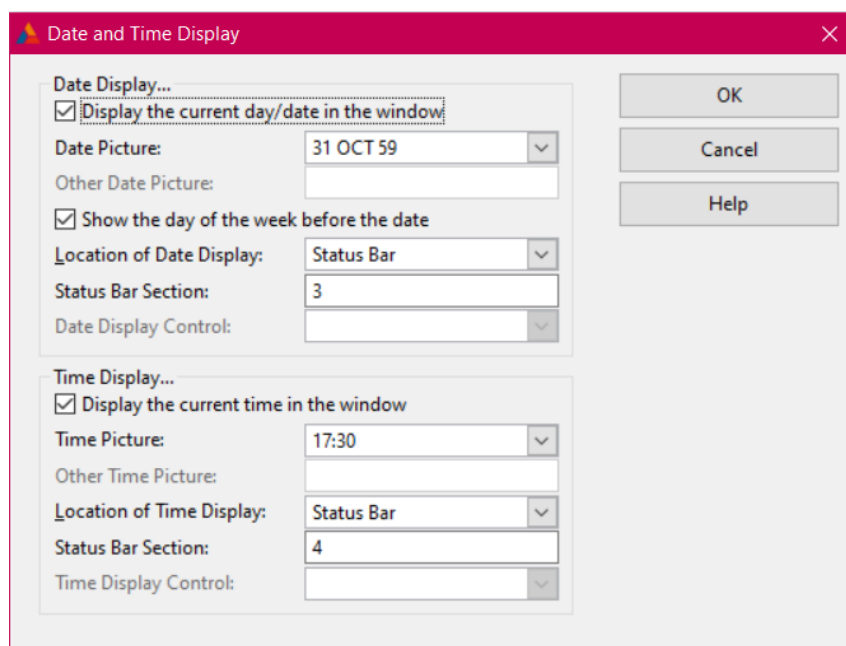 Date and Time Display
Date Display...
Display the current day/date in the window
Date Picture: 31 OCT 59
Other Date Picture:
Show the day of the week before the date
Location of Date Display: Status Bar
Status Bar Section: 3
Date Display Control:
Time Display...
Display the current time in the window
Time Picture: 17:30
Other Time Picture:
Location of Time Display: Status Bar
Status Bar Section: 4
Time Display Control:
OK
Cancel
Help